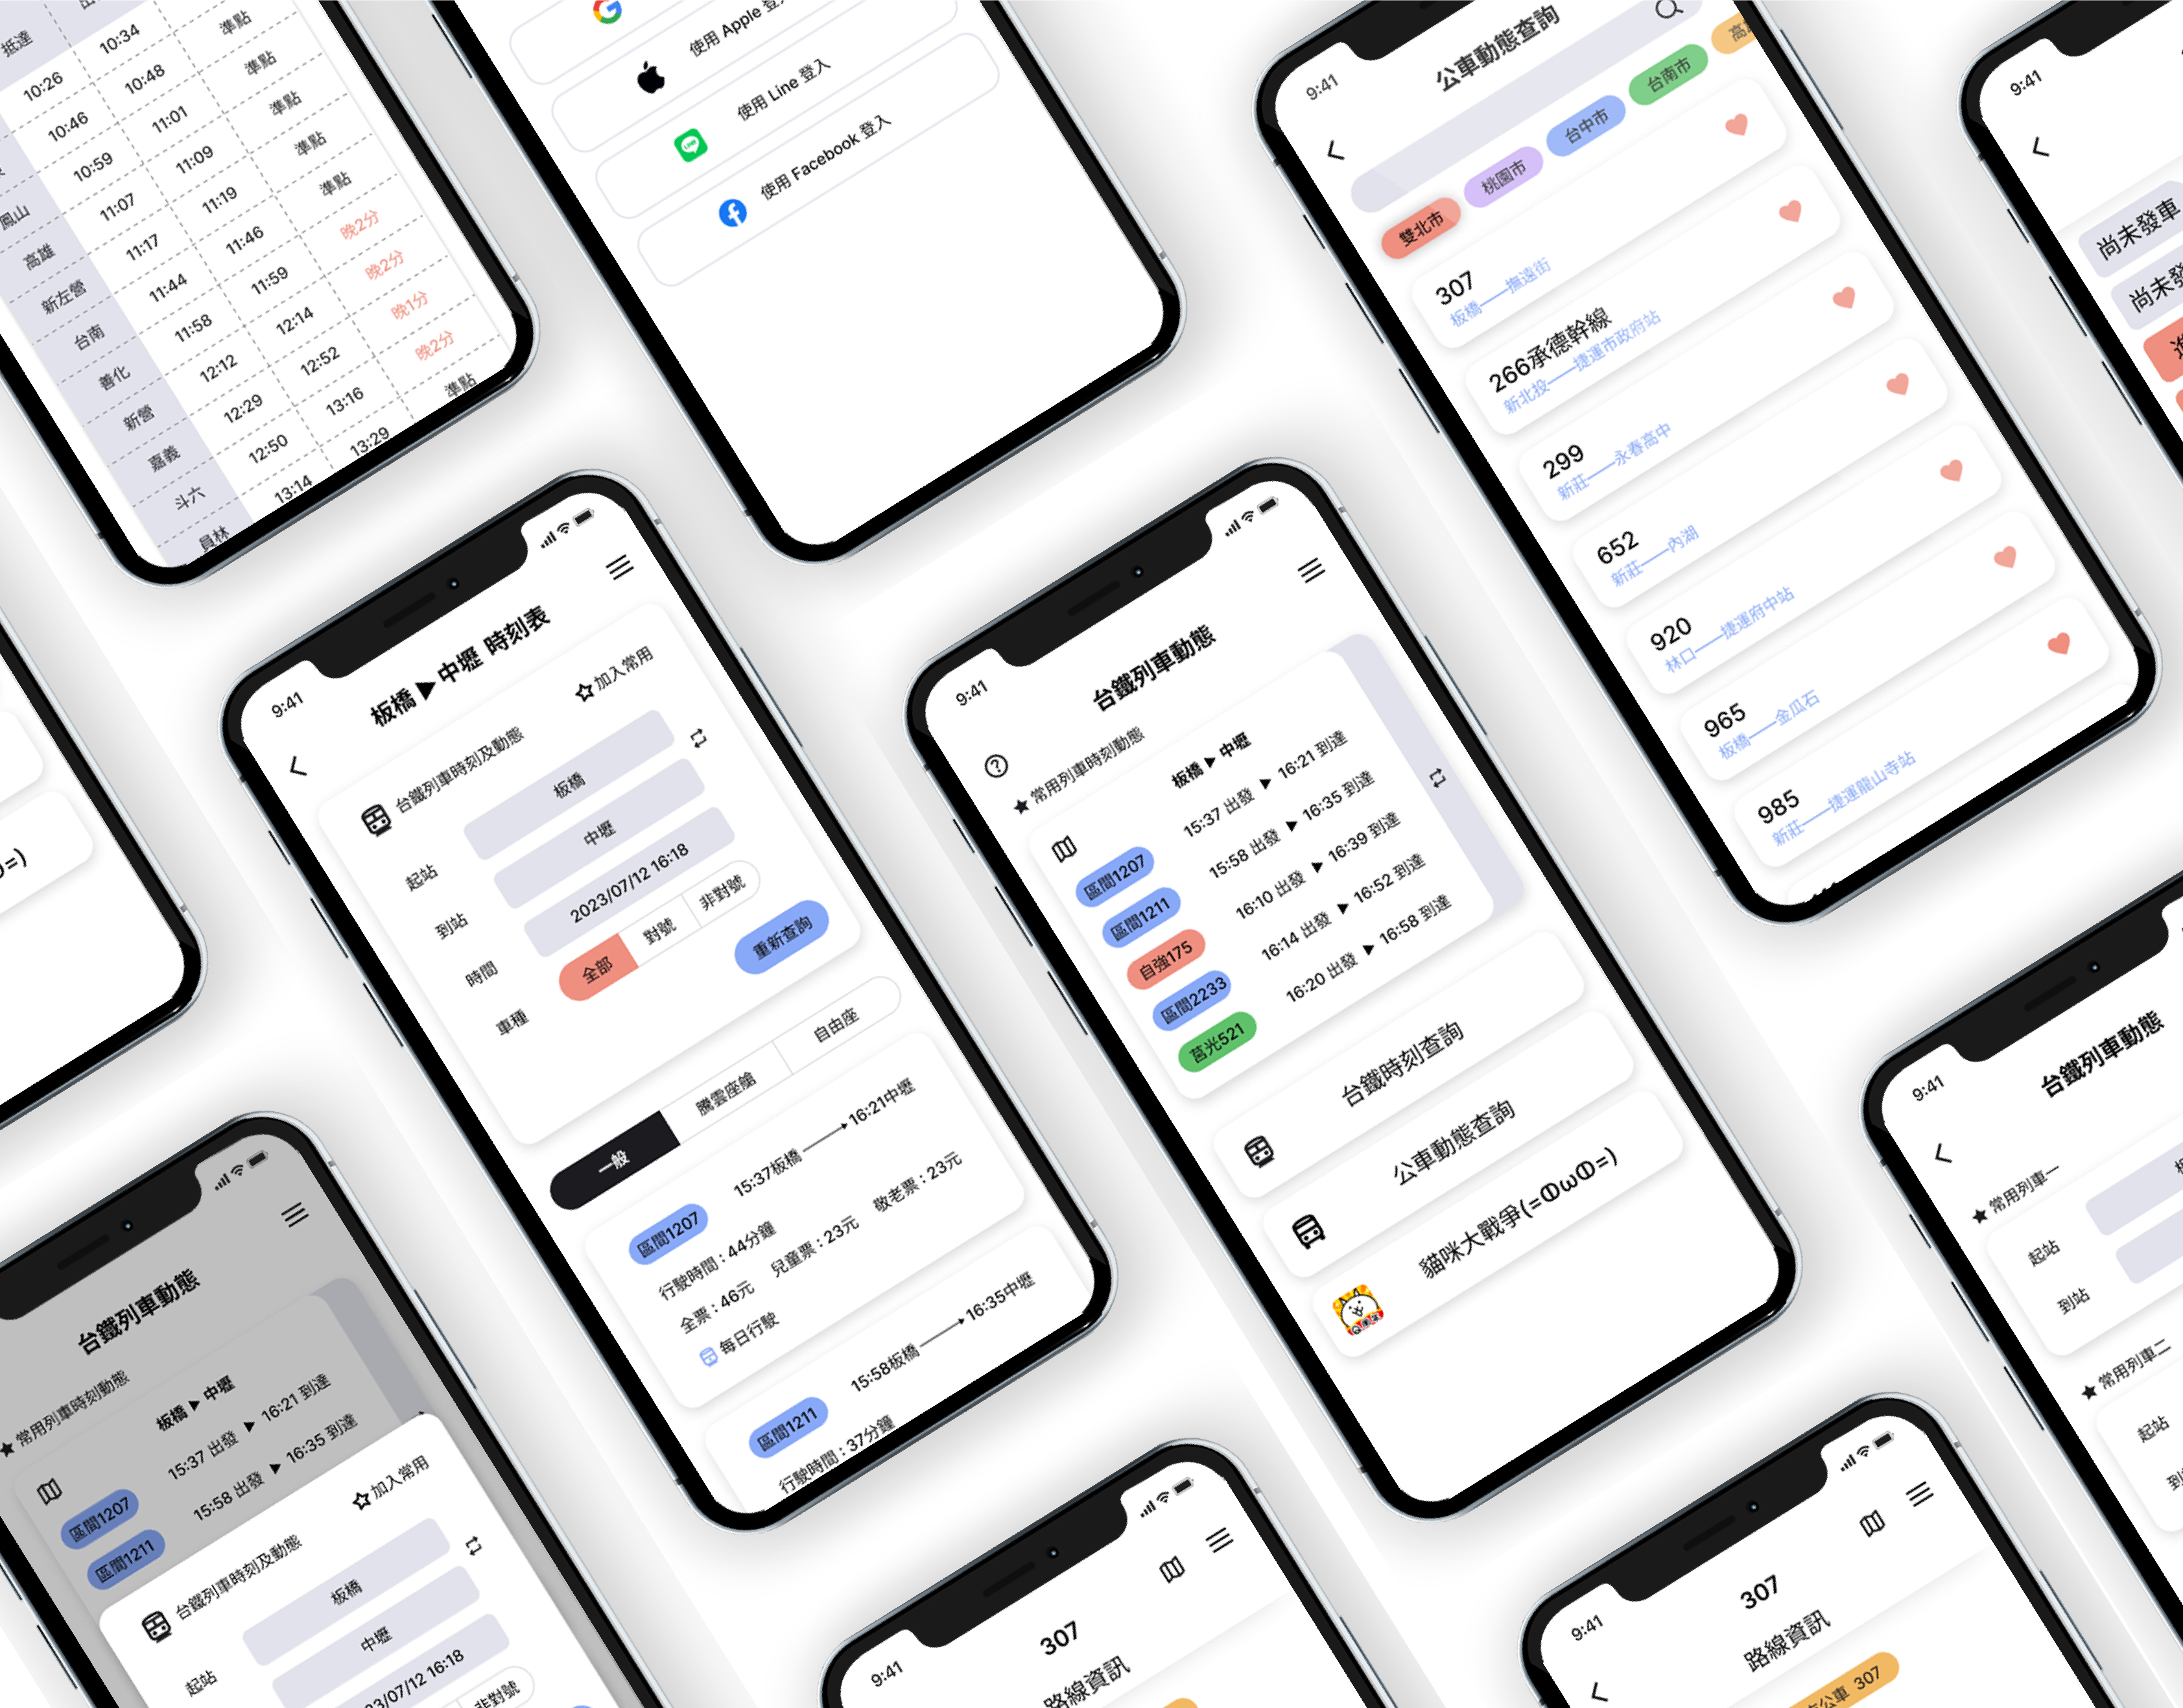 抵達
10:26 10:34 準點
10:46 10:48 準點
10:59 11:01 準點
鳳山 11:07 11:09 準點
高雄 11:17 11:19 準點
新左營 11:44 11:46 晚2分
台南 11:58 11:59 晚2分
善化 12:12 12:14 晚1分
新營 12:29 12:52 晚2分
嘉義 12:50 13:16 準點
斗六 13:14 13:29
員林
使用 Apple 登入
使用 Line 登入
使用 Facebook 登入
9:41
公車動態查詢
雙北市 桃園市 台中市 台南市
307
板橋——撫遠街
266承德幹線
新北投——捷運市政府站
299
新莊——永春高中
652
新莊——內湖
920
林口——捷運府中站
965
板橋——金瓜石
985
新莊——捷運龍山寺站
9:41
尚未發車
尚未發
9:41
板橋▶中壢 時刻表
台鐵列車時刻及動態
加入常用
起站 板橋
到站 中壢
時間 2023/07/12 16:18
車種 全部 對號 非對號
重新查詢
一般 騰雲座艙 自由座
區間1207 15:37板橋 16:21中壢
行駛時間：44分鐘
全票：46元 兒童票：23元 敬老票：23元
每日行駛
區間1211 15:58板橋 16:35中壢
行駛時間：37分鐘
9:41
台鐵列車動態
★常用列車時刻動態
板橋▶中壢
區間1207 15:37 出發 ▶ 16:21 到達
區間1211 15:58 出發 ▶ 16:35 到達
自強175 16:10 出發 ▶ 16:39 到達
區間2233 16:14 出發 ▶ 16:52 到達
莒光521 16:20 出發 ▶ 16:58 到達
台鐵時刻查詢
公車動態查詢
貓咪大戰爭(=ↀωↀ=)
=)
台鐵列車動態
★常用列車時刻動態
板橋▶中壢
區間1207 15:37 出發 ▶ 16:21 到達
區間1211 15:58 出發 ▶ 16:35 到達
台鐵列車時刻及動態
加入常用
起站 板橋
中壢
23/07/12 16:18
非對號
9:41
307
路線資訊
9:41
307
路線資訊
公車 307
9:41
台鐵列車動態
★常用列車一
起站
到站
★常用列車二
起站